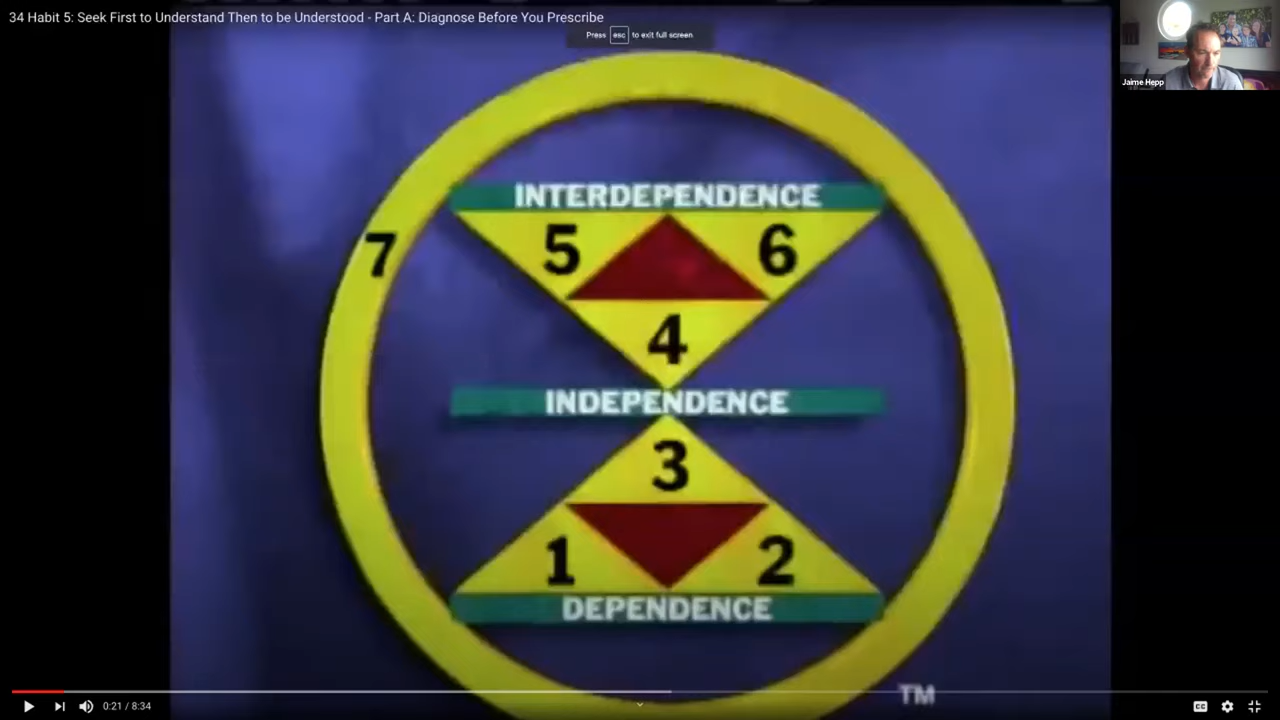 34 Habit 5: Seek First to Understand Then to be Understood - Part A: Diagnose Before You Prescribe
Press esc to exit full screen
Jaime Hepp
INTERDEPENDENCE
5 6
7
4
INDEPENDENCE
3
1 2
DEPENDENCE
TM
0:21 / 8:34
CC